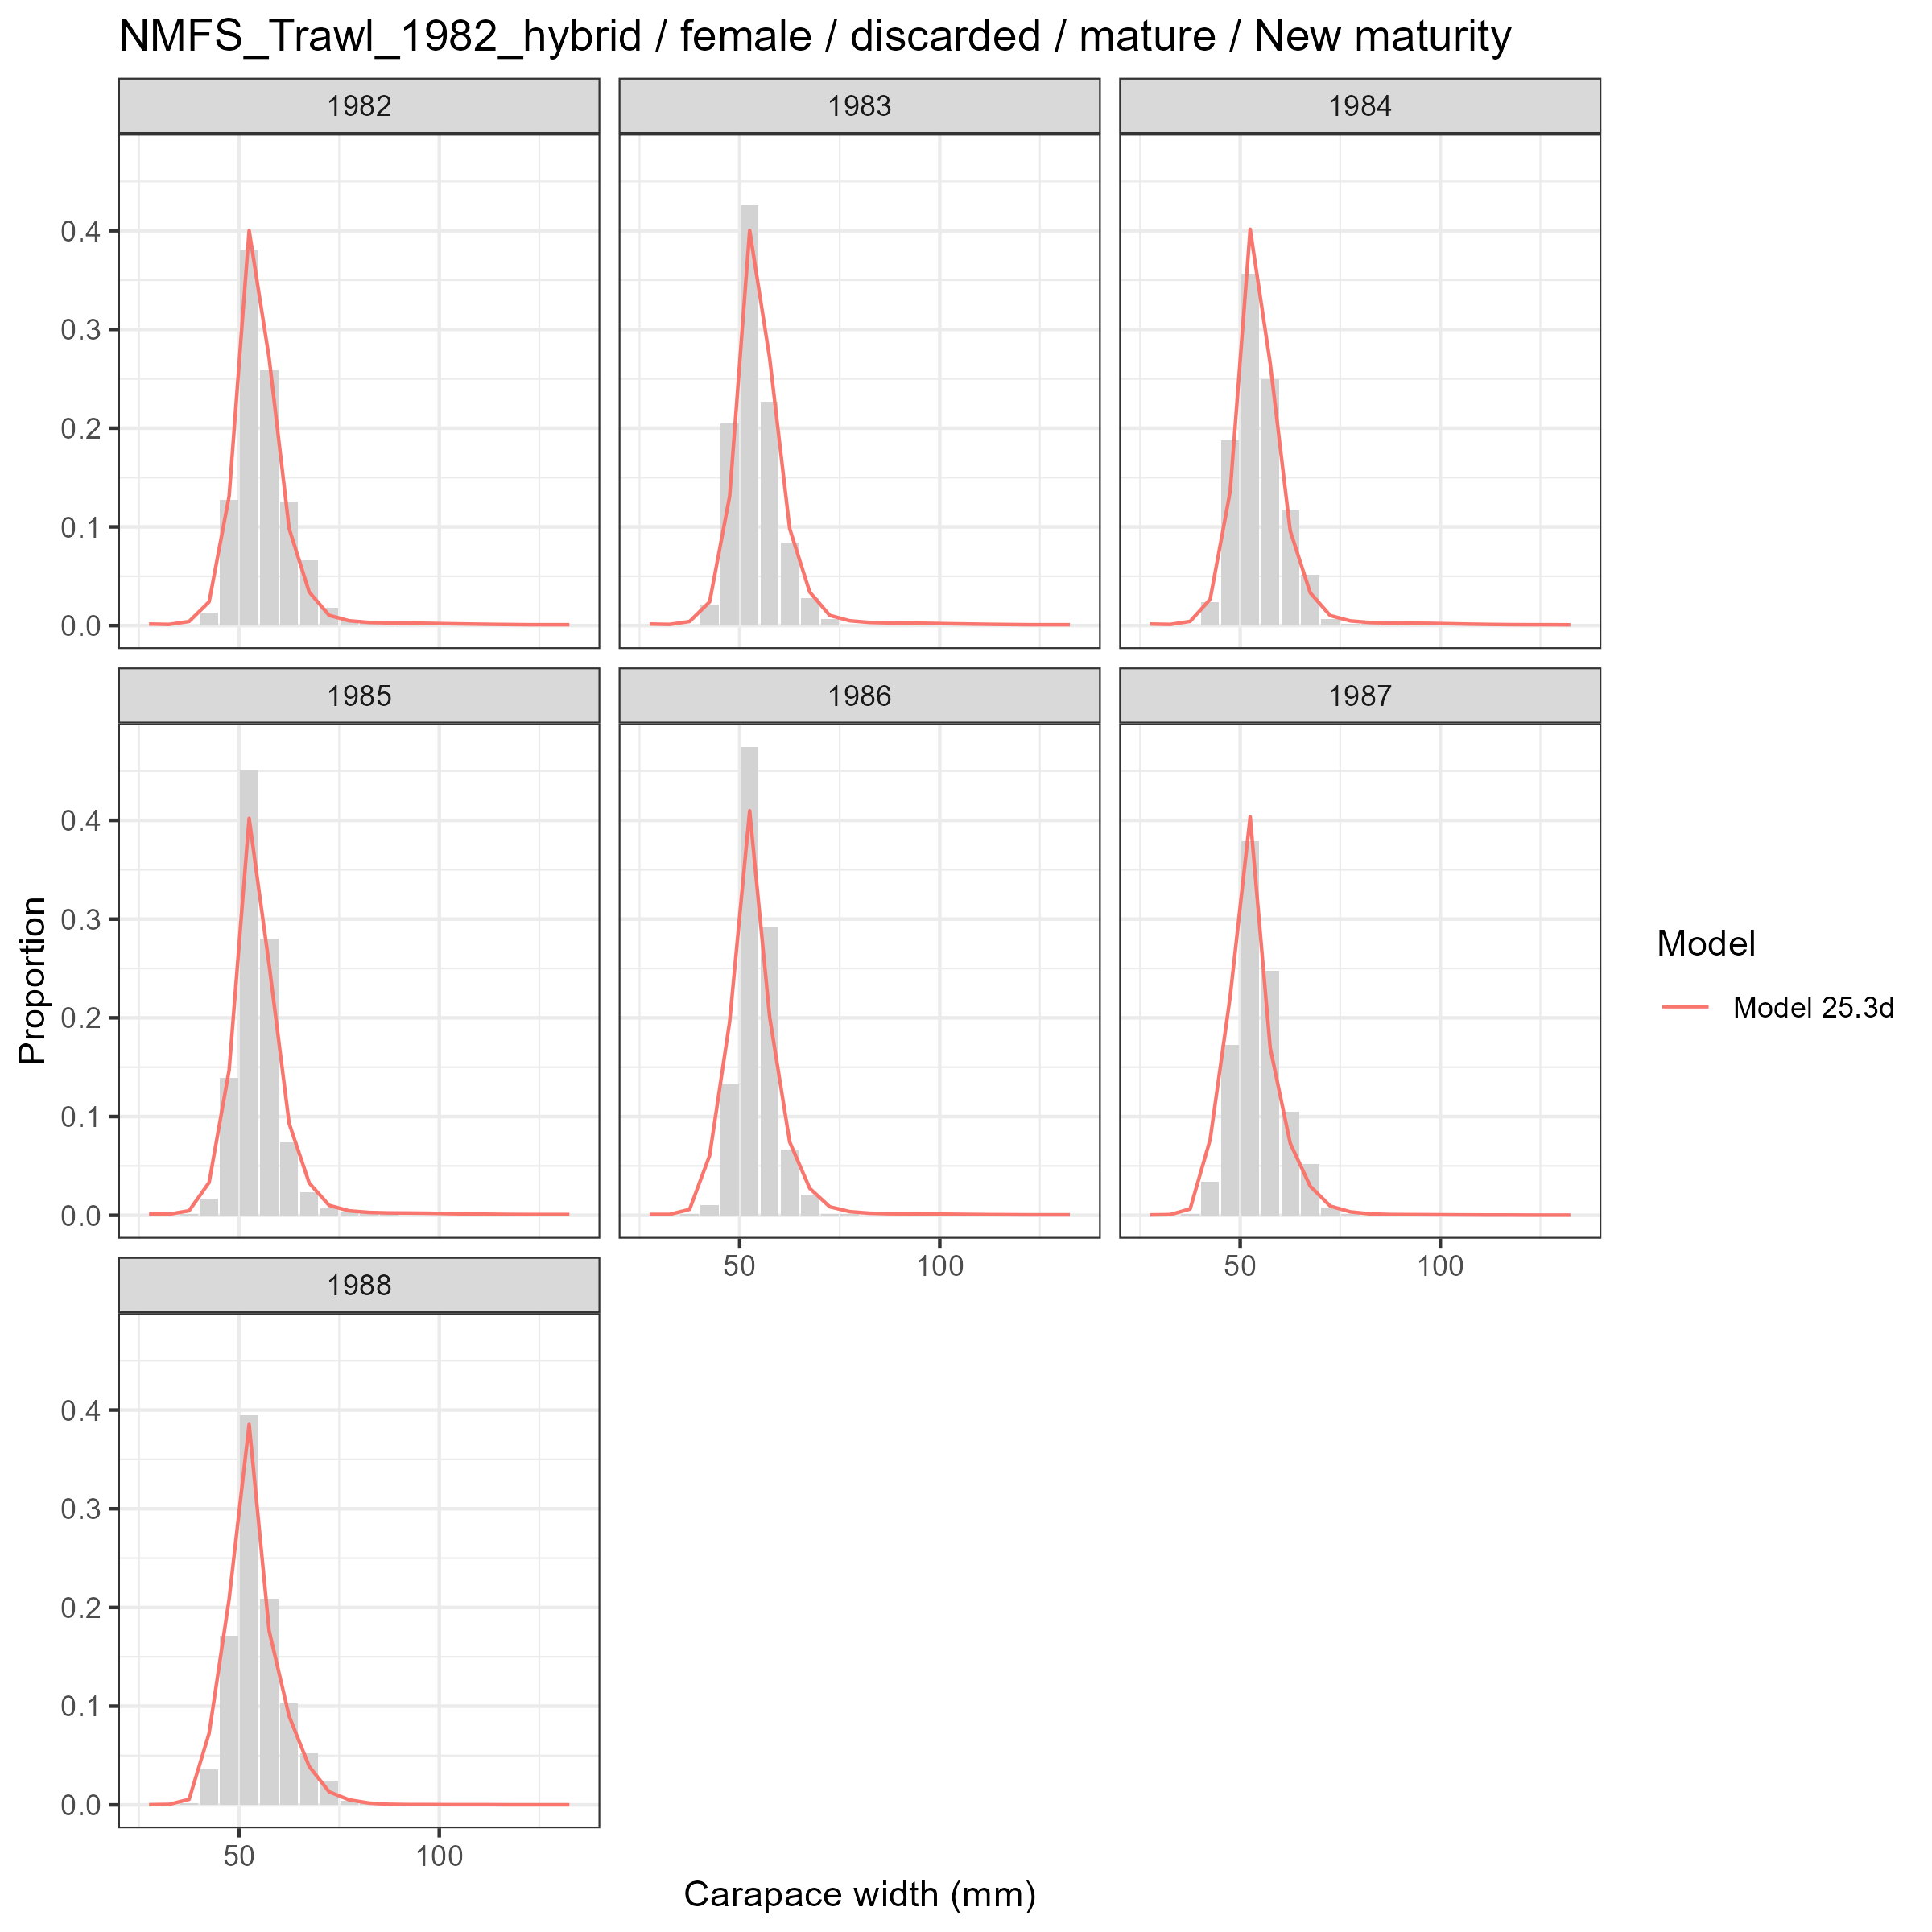 NMFS_Trawl_1982_hybrid / female / discarded / mature / New maturity
1982 1983 1984
0.4
0.3
0.2
0.1
0.0
1985 1986 1987
0.4
0.3
0.2
0.1
0.0
50 100 50 100
1988
0.4
0.3
0.2
0.1
0.0
50 100
Carapace width (mm)
Proportion
Model
Model 25.3d